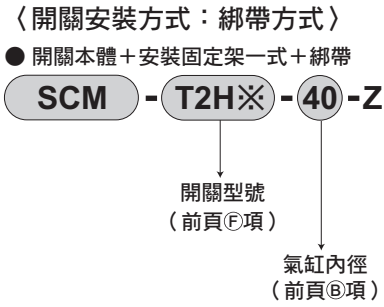 〈開關安裝方式：綁帶方式〉
● 開關本體＋安裝固定架一式＋綁帶
SCM - T2H※ - 40 - Z
開關型號
（前頁Ⓕ項）
氣缸內徑
（前頁Ⓑ項）